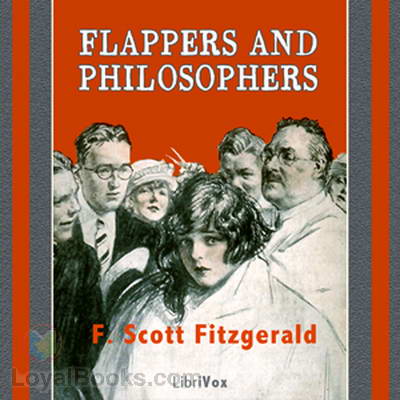 FLAPPERS AND
PHILOSOPHERS
F. Scott Fitzgerald
LoyalBooks.com
LibriVox